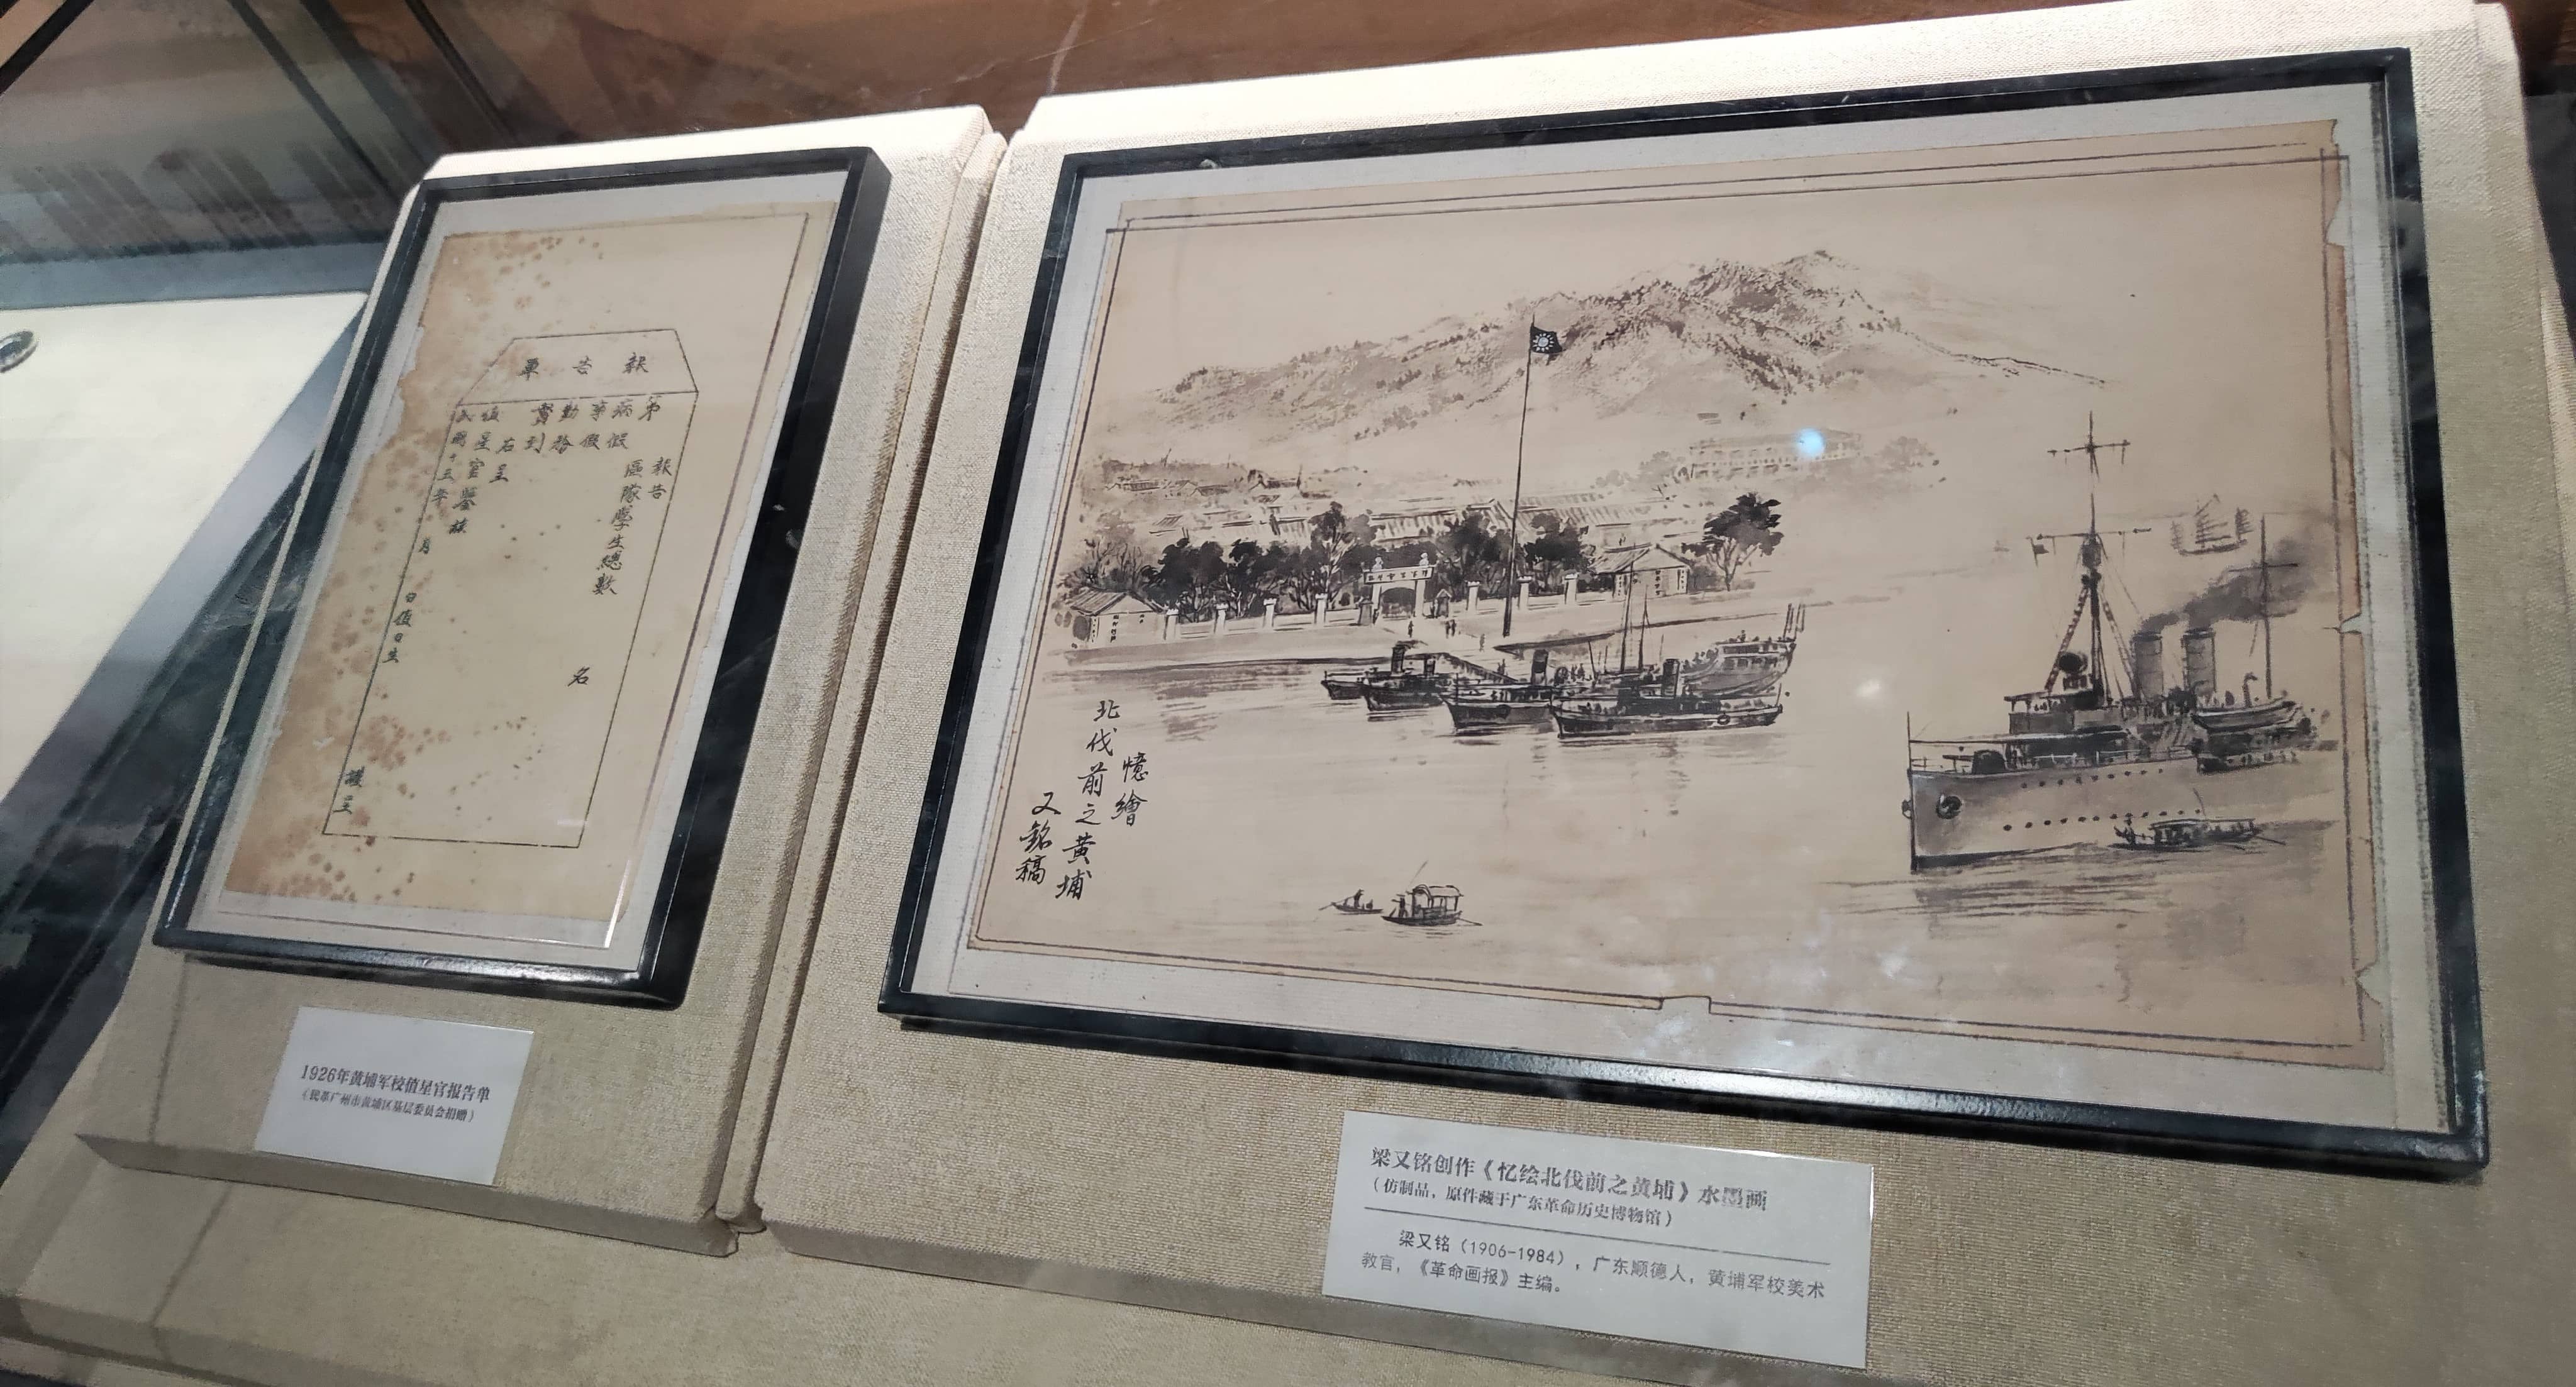 報告單
第 報告
病假 區隊學生總數 名
事假
勤務
實到
右呈
值星官鑒核
民國十五年 月 日值日生 謹呈
1926年黄埔军校值星官报告单
（民革广州市黄埔区基层委员会捐赠）
憶繪
北伐前之黃埔
又銘稿
梁又铭创作《忆绘北伐前之黄埔》水墨画
（仿制品，原件藏于广东革命历史博物馆）
梁又铭（1906-1984），广东顺德人，黄埔军校美术
教官，《革命画报》主编。